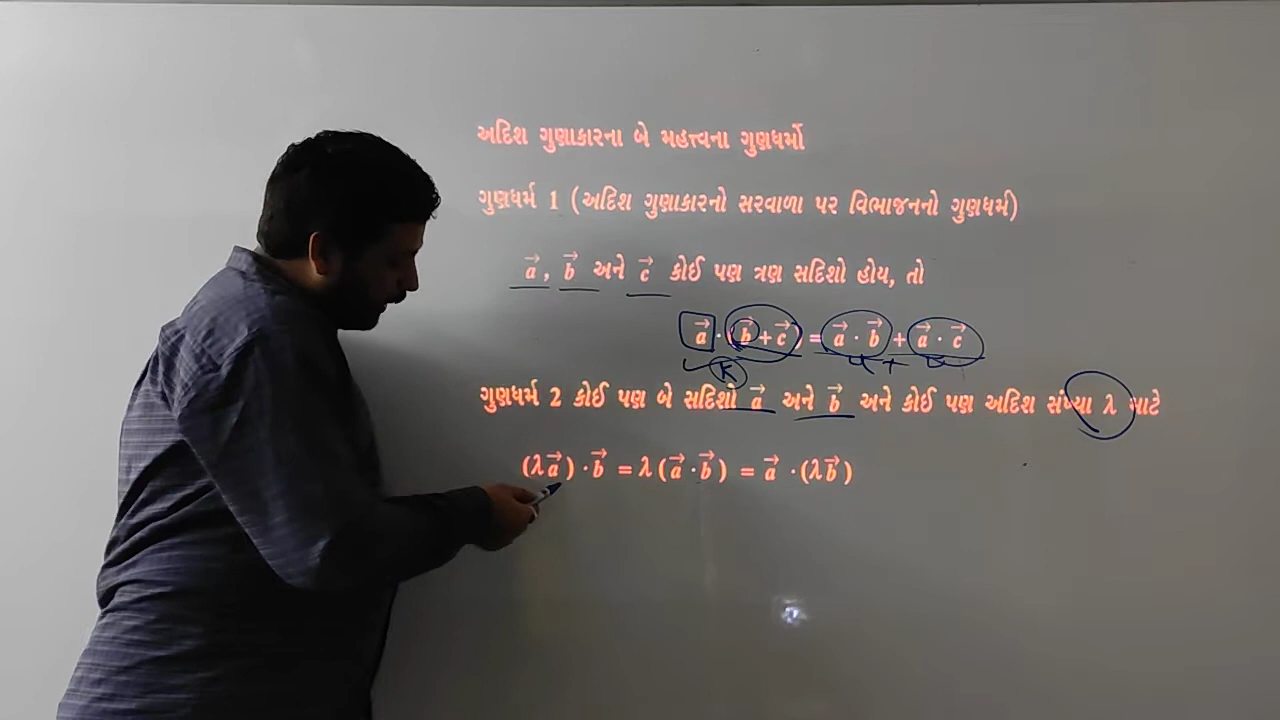 અદિશ ગુણાકારના બે મહત્ત્વના ગુણધર્મો
ગુણધર્મ 1 (અદિશ ગુણાકારનો સરવાળા પર વિભાજનનો ગુણધર્મ)
a⃗, b⃗ અને c⃗ કોઈ પણ ત્રણ સદિશો હોય, તો
a⃗ · (b⃗ + c⃗) = a⃗ · b⃗ + a⃗ · c⃗
ગુણધર્મ 2 કોઈ પણ બે સદિશો a⃗ અને b⃗ અને કોઈ પણ અદિશ સંખ્યા λ માટે
(λa⃗) · b⃗ = λ(a⃗ · b⃗) = a⃗ · (λb⃗)